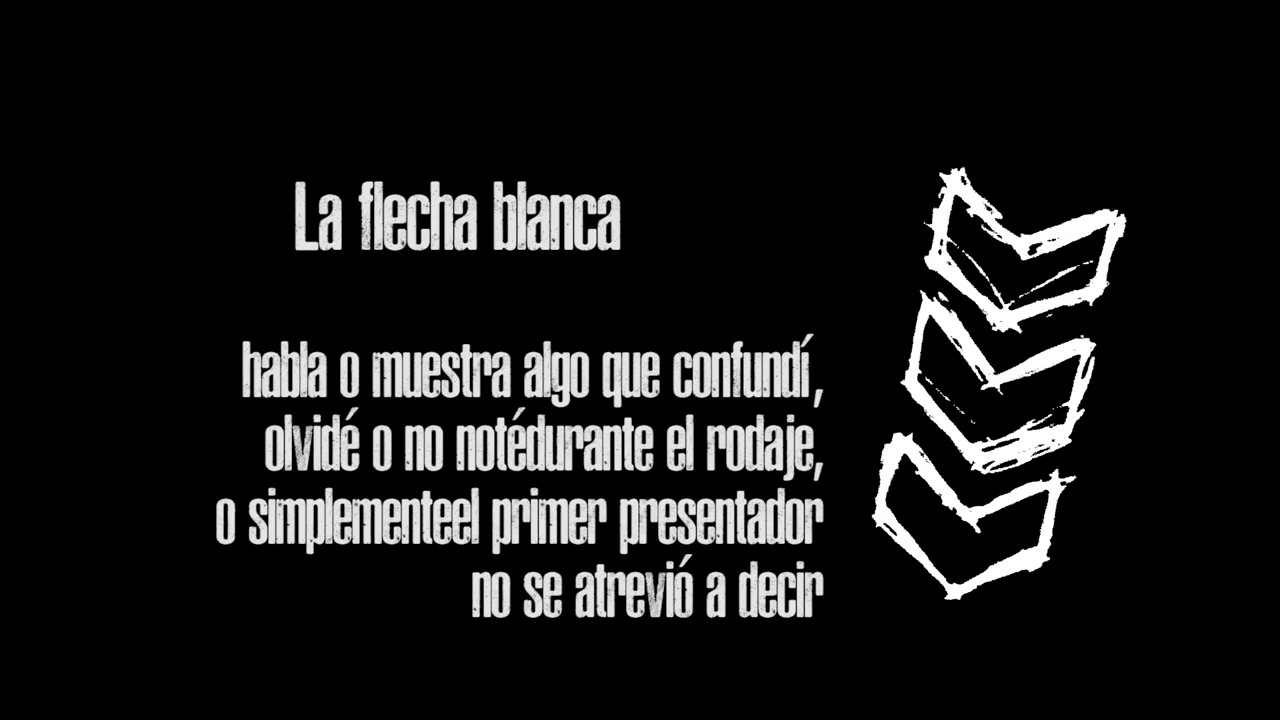 La flecha blanca
habla o muestra algo que confundí,
olvidé o no notédurante el rodaje,
o simplementeel primer presentador
no se atrevió a decir